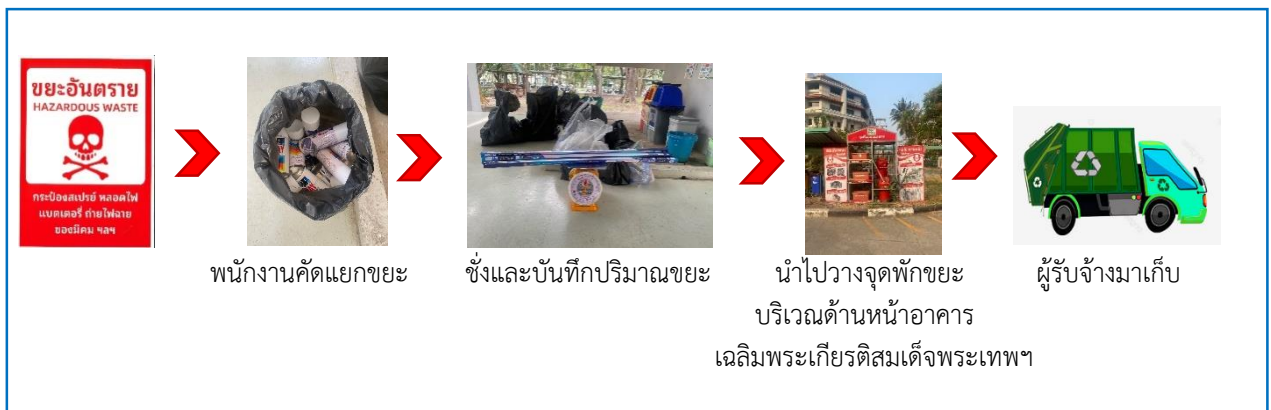 ขยะอันตราย
HAZARDOUS WASTE
กระป๋องสเปรย์ หลอดไฟ
แบตเตอรี่ ถ่ายไฟฉาย
ของมีคม ฯลฯ
พนักงานคัดแยกขยะ
ชั่งและบันทึกปริมาณขยะ
นำไปวางจุดพักขยะ
บริเวณด้านหน้าอาคาร
เฉลิมพระเกียรติสมเด็จพระเทพฯ
ผู้รับจ้างมาเก็บ